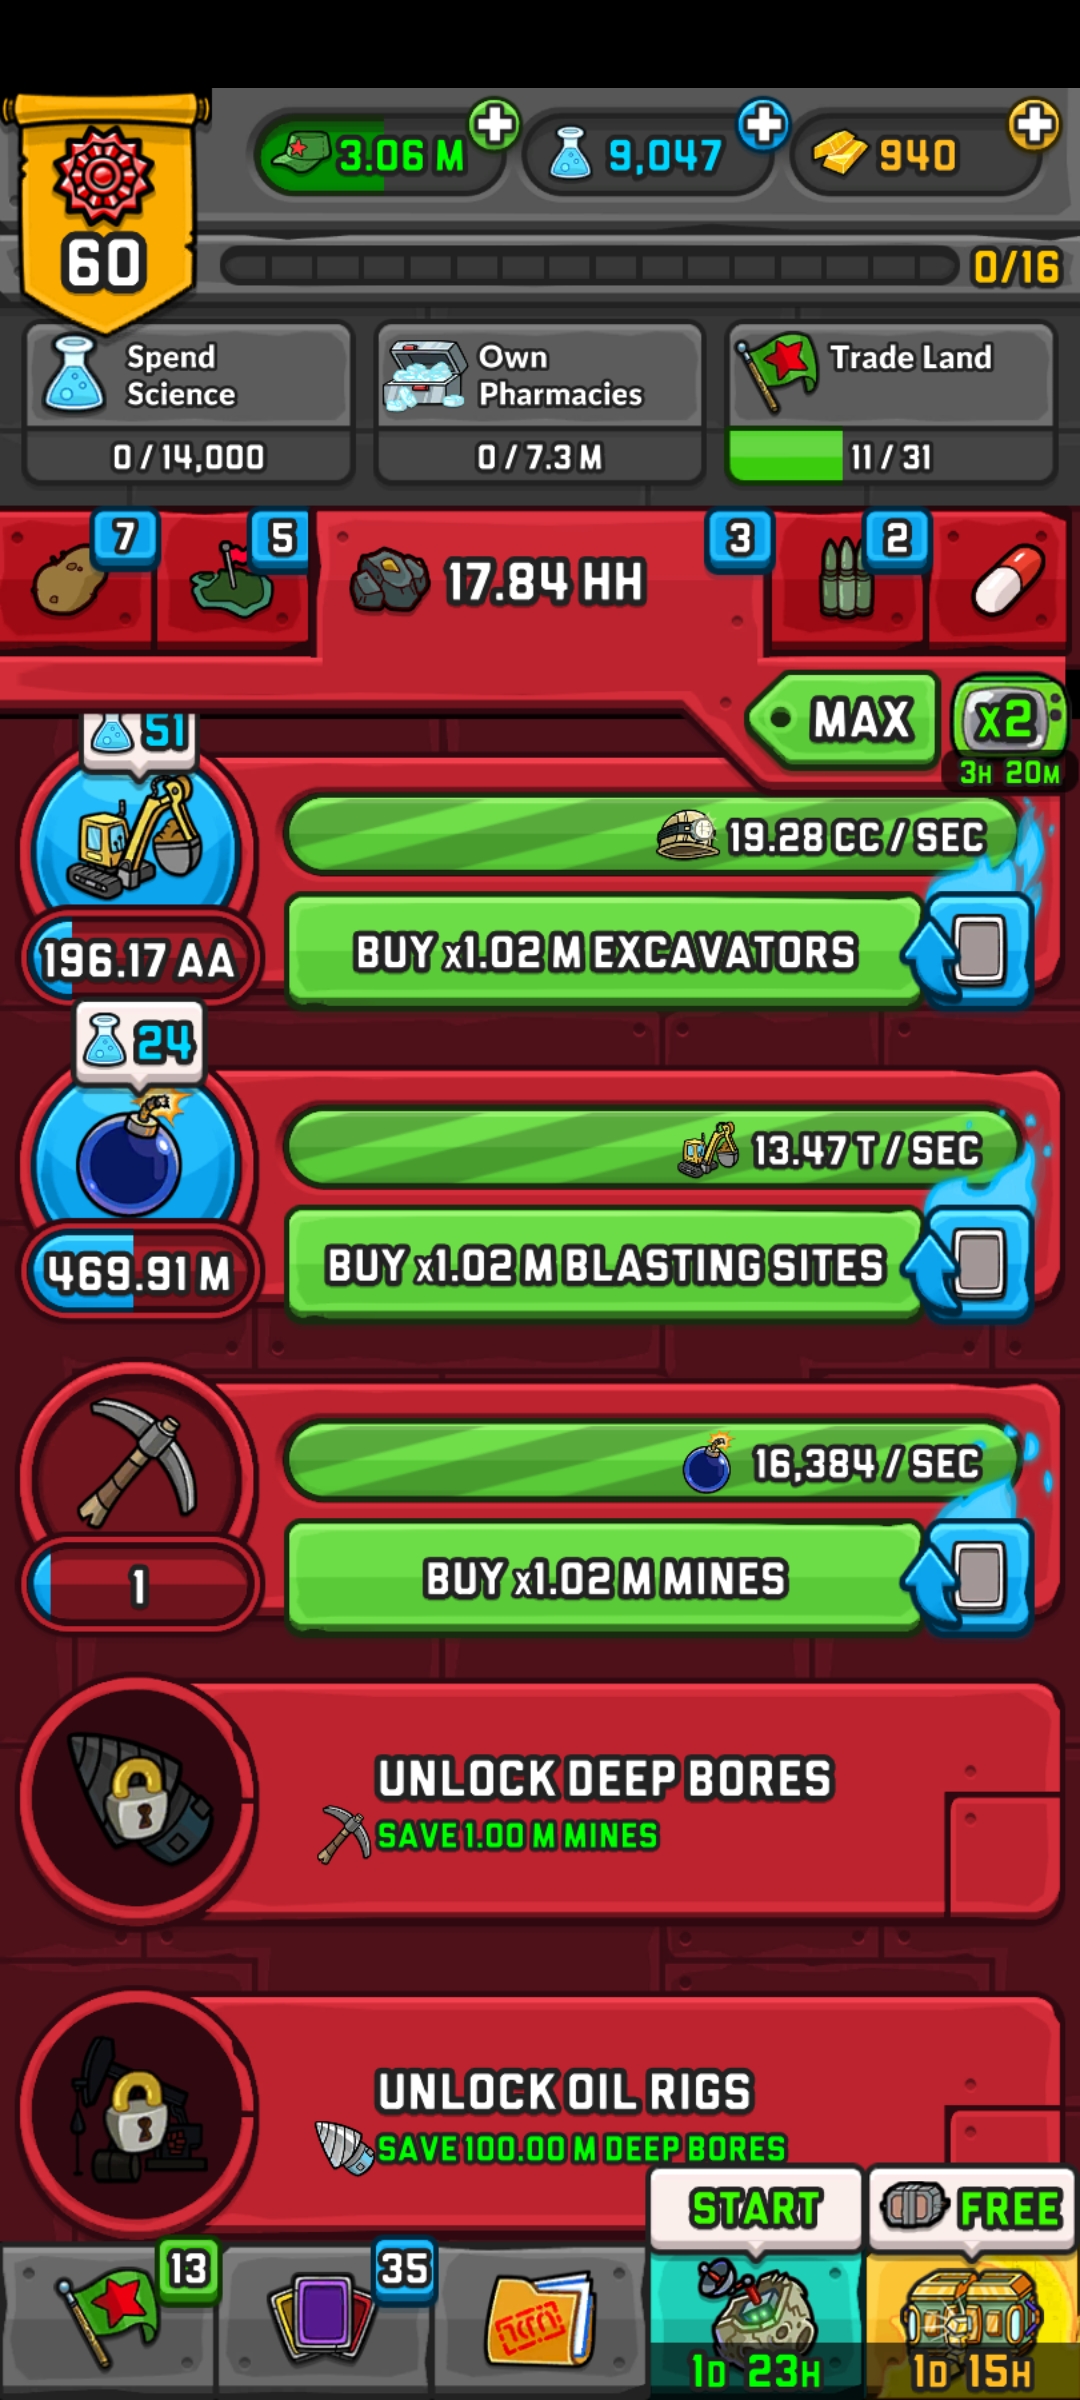 3.06 M
9,047
940
60
0/16
Spend
Science
0 / 14,000
Own
Pharmacies
0 / 7.3 M
Trade Land
11 / 31
7
5
17.84 HH
3
2
MAX
x2
3H 20M
51
19.28 CC / SEC
196.17 AA
BUY x1.02 M EXCAVATORS
24
13.47 T / SEC
469.91 M
BUY x1.02 M BLASTING SITES
16,384 / SEC
1
BUY x1.02 M MINES
UNLOCK DEEP BORES
SAVE 1.00 M MINES
UNLOCK OIL RIGS
SAVE 100.00 M DEEP BORES
START
FREE
13
35
1D 23H
1D 15H